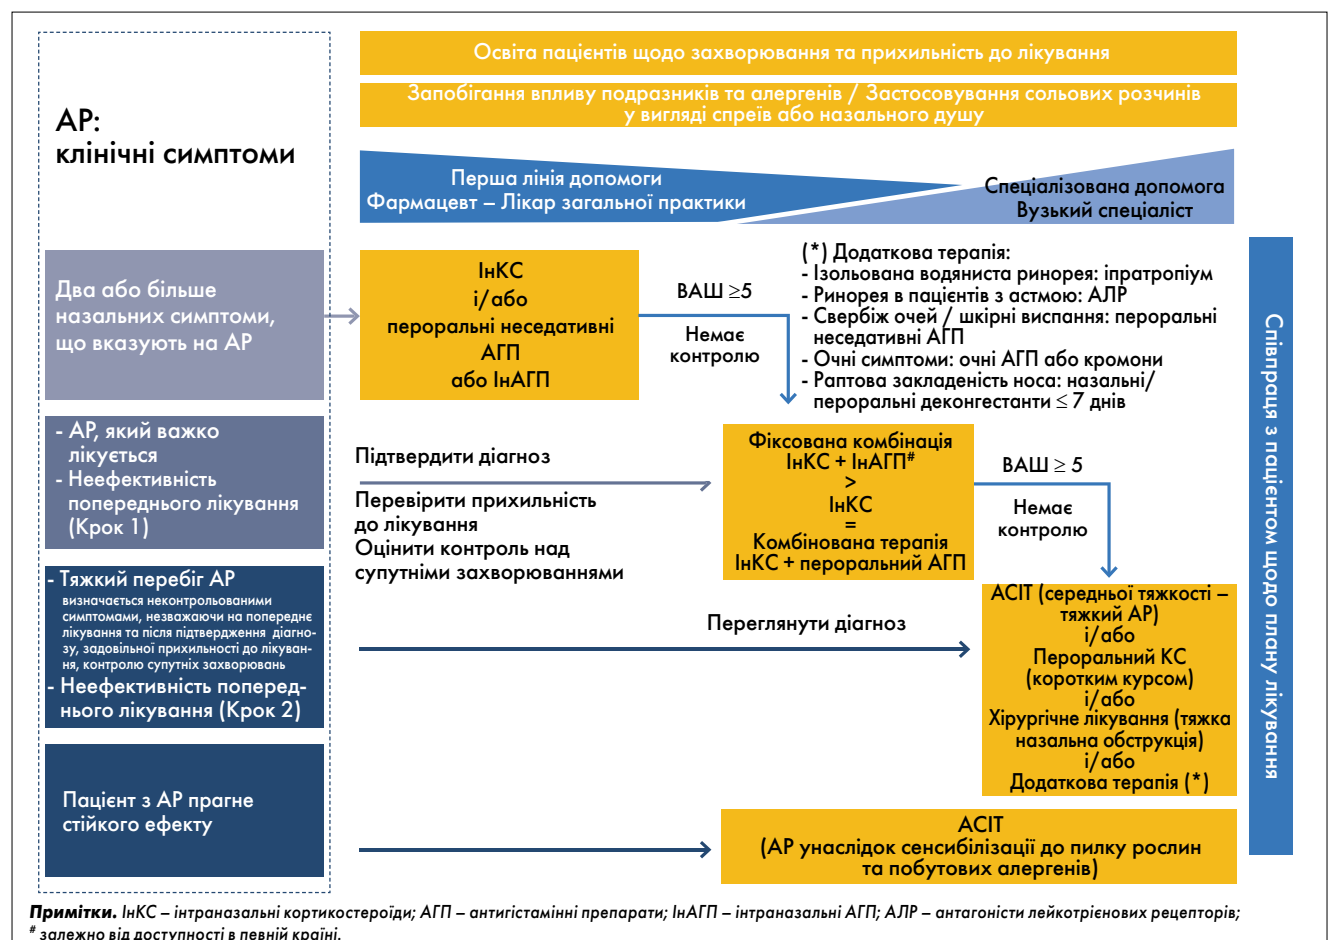 Освіта пацієнтів щодо захворювання та прихильність до лікування
Запобігання впливу подразників та алергенів / Застосовування сольових розчинів
у вигляді спреїв або назального душу
АР:
клінічні симптоми
Перша лінія допомоги
Фармацевт – Лікар загальної практики
Спеціалізована допомога
Вузький спеціаліст
Два або більше
назальних симптоми,
що вказують на АР
ІнКС
і/або
пероральні неседативні
АГП
або ІнАГП
ВАШ ≥5
Немає
контролю
(*) Додаткова терапія:
- Ізольована водяниста ринорея: іпратропіум
- Ринорея в пацієнтів з астмою: АЛР
- Свербіж очей / шкірні виспання: пероральні
неседативні АГП
- Очні симптоми: очні АГП або кромони
- Раптова закладеність носа: назальні/
пероральні деконгестанти ≤ 7 днів
- АР, який важко
лікується
- Неефективність
попереднього лікування
(Крок 1)
Підтвердити діагноз
Перевірити прихильність
до лікування
Оцінити контроль над
супутніми захворюваннями
Фіксована комбінація
ІнКС + ІнАГП#
>
ІнКС
=
Комбінована терапія
ІнКС + пероральний АГП
ВАШ ≥ 5
Немає
контролю
- Тяжкий перебіг АР
визначається неконтрольованими
симптомами, незважаючи на попереднє
лікування та після підтвердження діагно-
зу, задовільної прихильності до лікуван-
ня, контролю супутніх захворювань
- Неефективність поперед-
нього лікування (Крок 2)
Переглянути діагноз
АСІТ (середньої тяжкості –
тяжкий АР)
і/або
Пероральний КС
(коротким курсом)
і/або
Хірургічне лікування (тяжка
назальна обструкція)
і/або
Додаткова терапія (*)
Пацієнт з АР прагне
стійкого ефекту
АСІТ
(АР унаслідок сенсибілізації до пилку рослин
та побутових алергенів)
Співпраця з пацієнтом щодо плану лікування
Примітки. ІнКС – інтраназальні кортикостероїди; АГП – антигістамінні препарати; ІнАГП – інтраназальні АГП; АЛР – антагоністи лейкотрієнових рецепторів;
# залежно від доступності в певній країні.